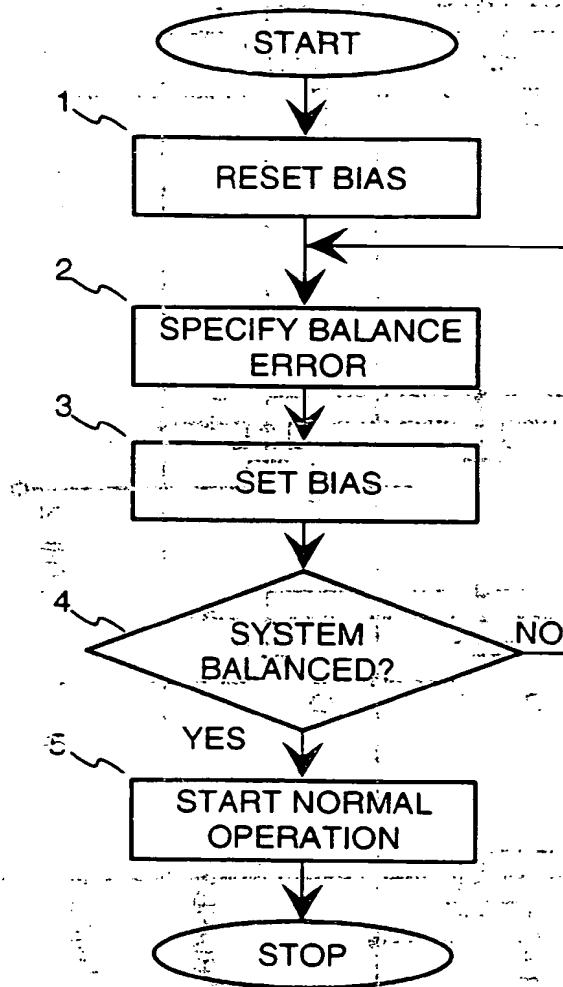 START
1
RESET BIAS
2
SPECIFY BALANCE
ERROR
3
SET BIAS
4
SYSTEM
BALANCED?
NO
YES
5
START NORMAL
OPERATION
STOP